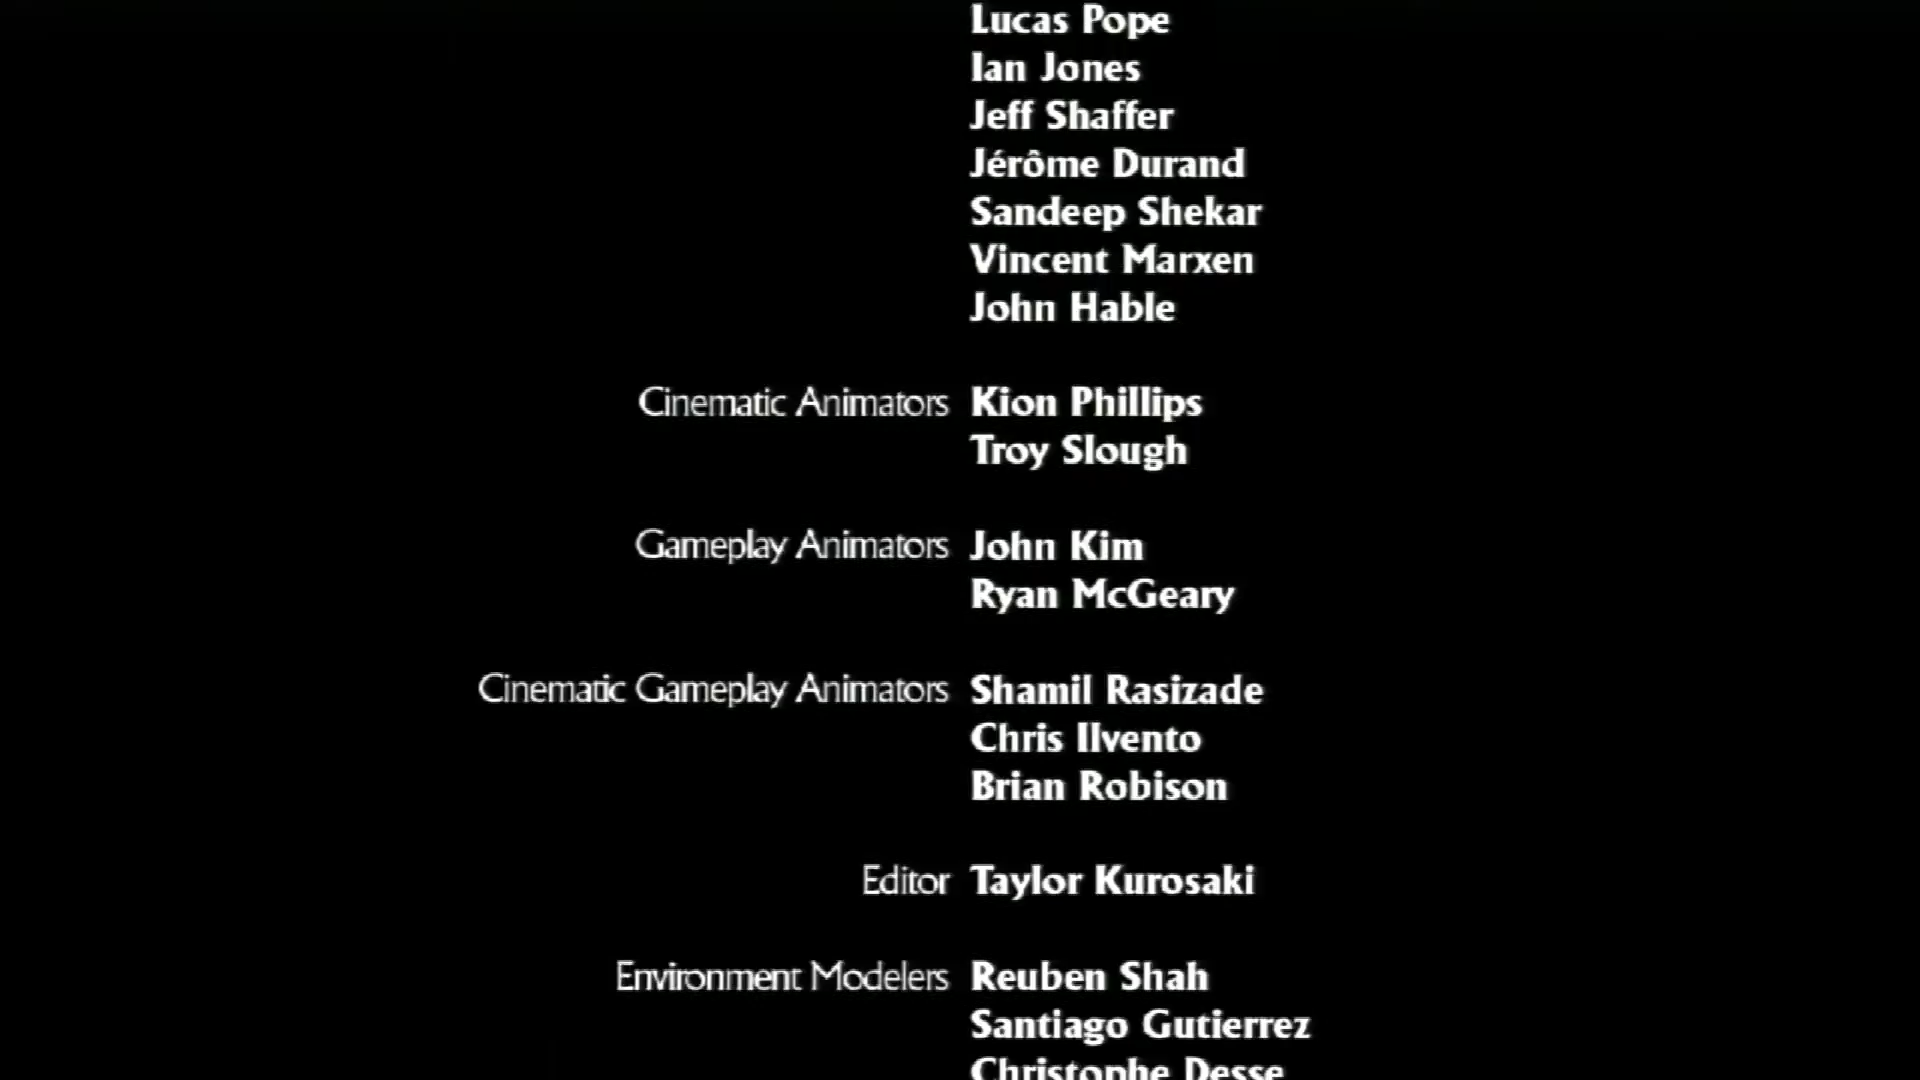 Lucas Pope
Ian Jones
Jeff Shaffer
Jérôme Durand
Sandeep Shekar
Vincent Marxen
John Hable
Cinematic Animators Kion Phillips
Troy Slough
Gameplay Animators John Kim
Ryan McGeary
Cinematic Gameplay Animators Shamil Rasizade
Chris Ilvento
Brian Robison
Editor Taylor Kurosaki
Environment Modelers Reuben Shah
Santiago Gutierrez
Christophe Desse